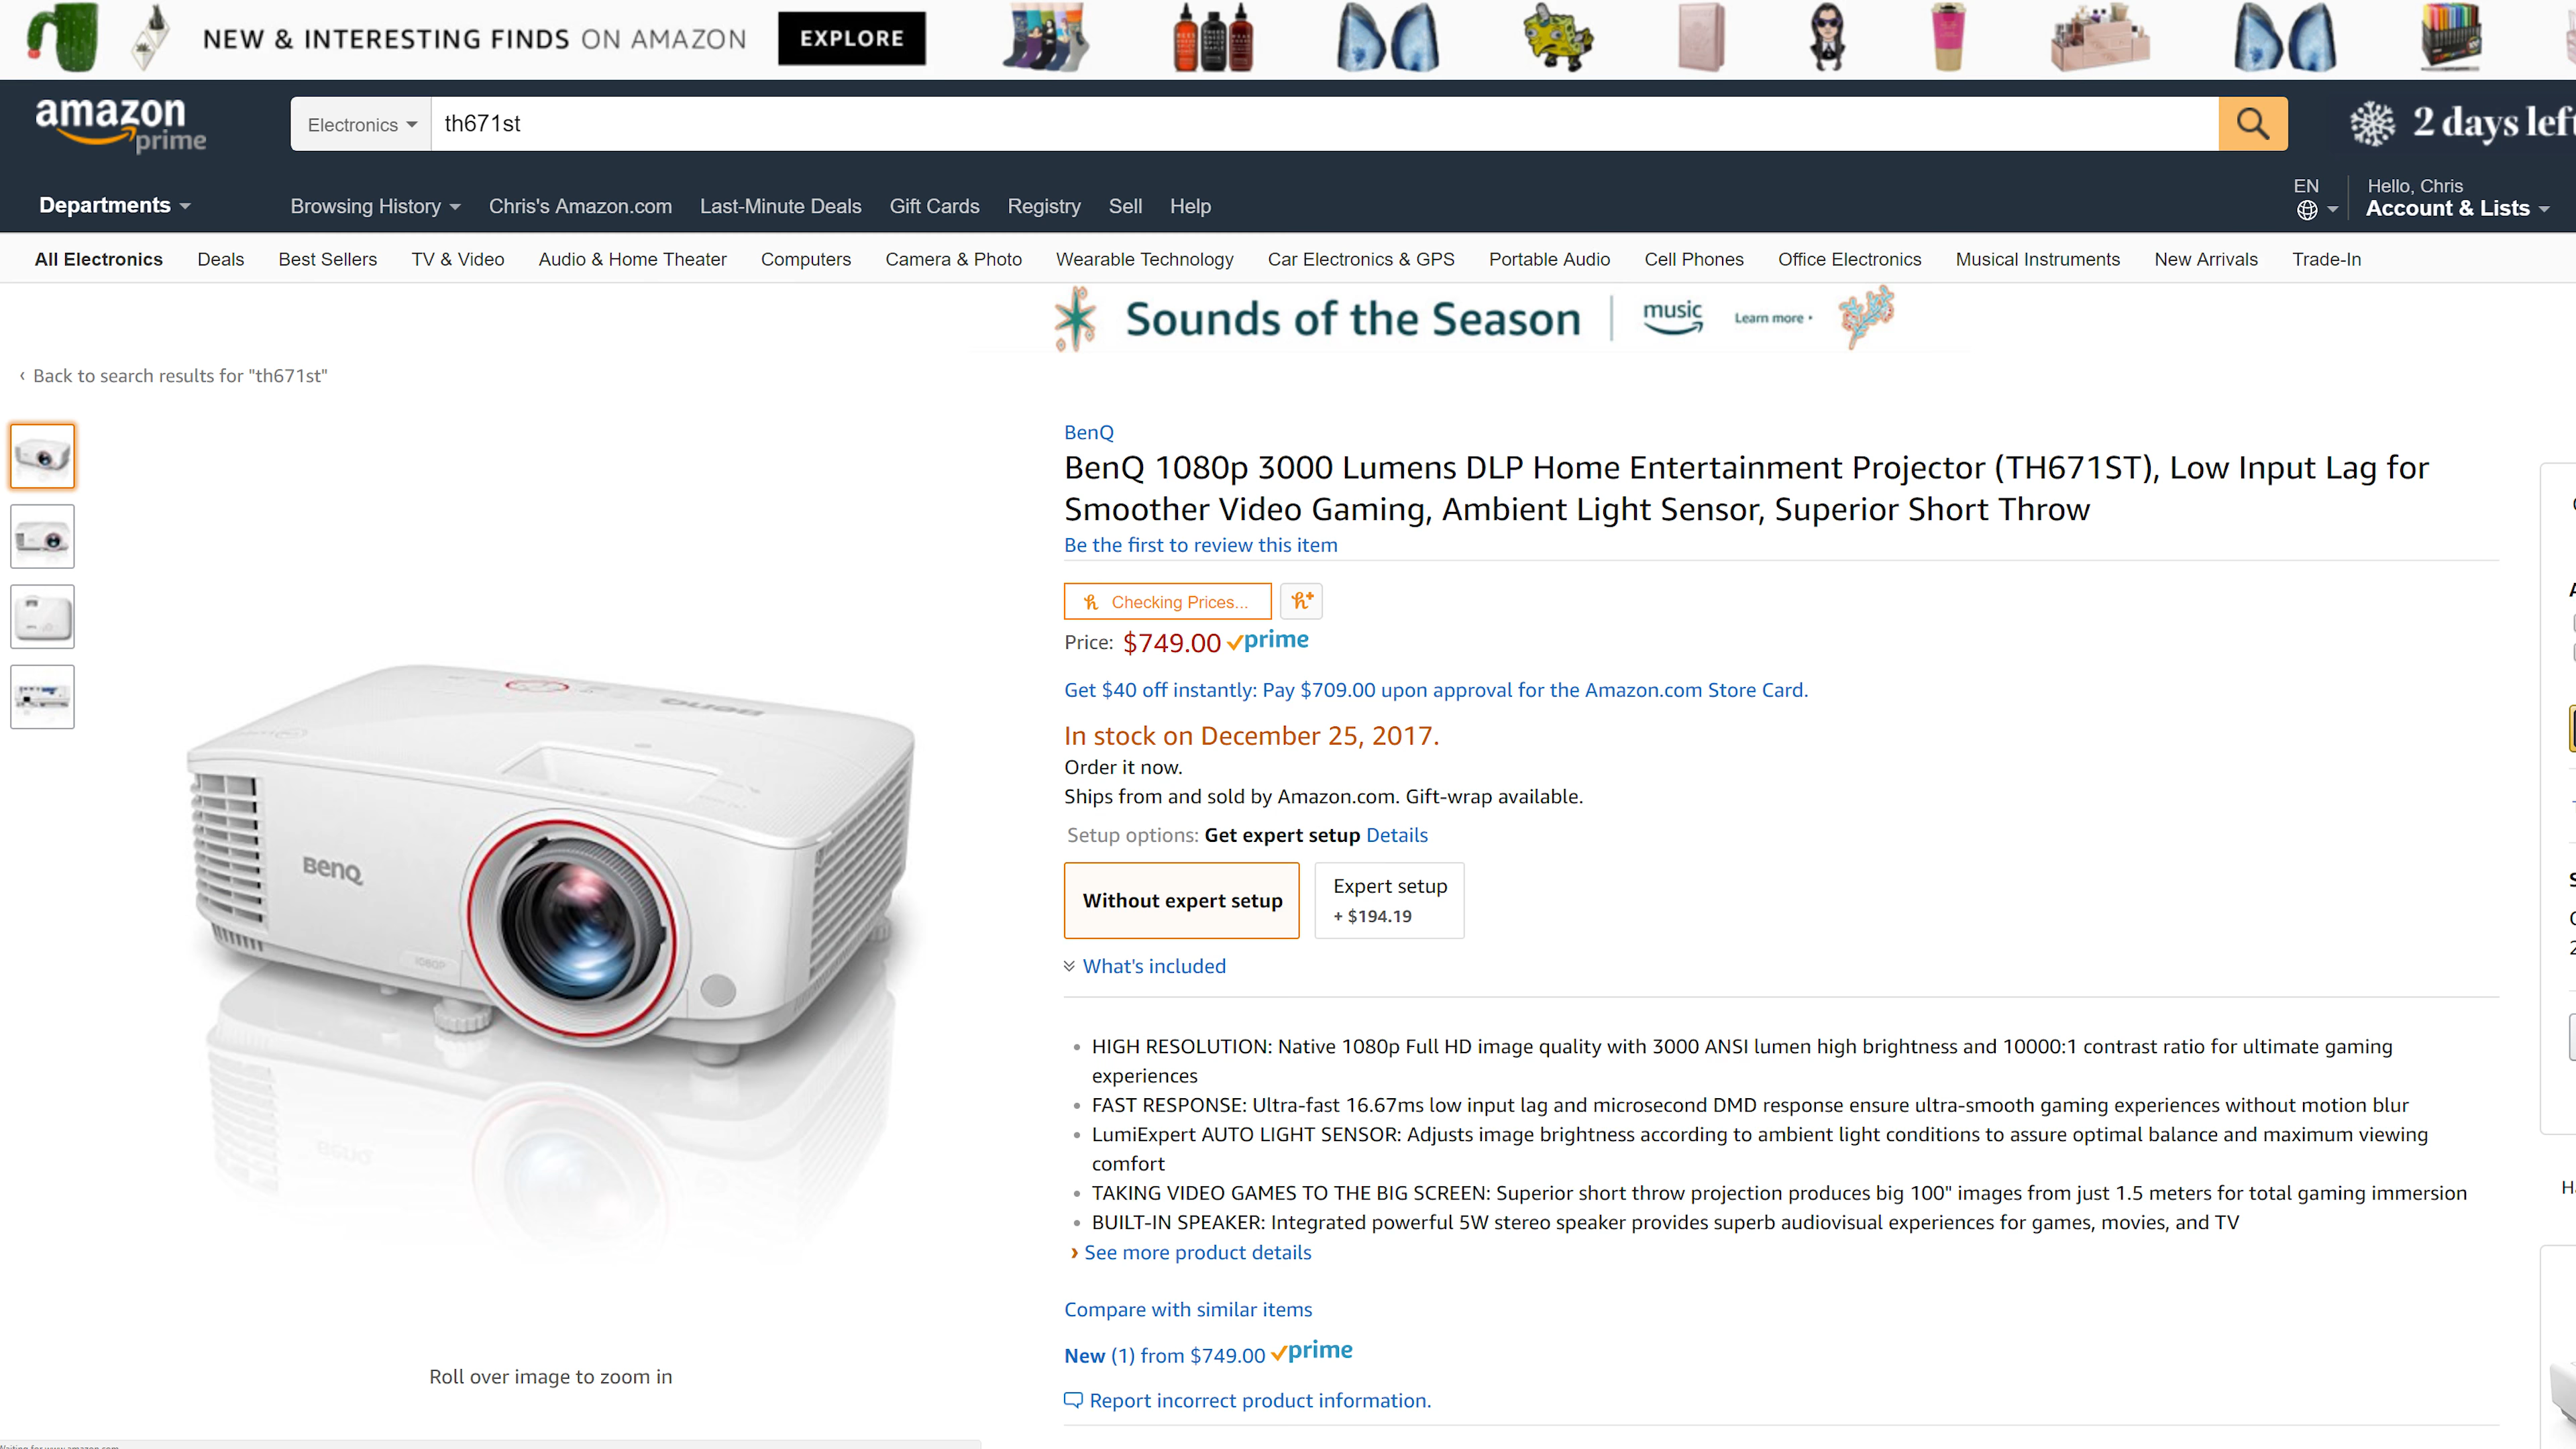 NEW & INTERESTING FINDS ON AMAZON EXPLORE
amazon
prime
Electronics
th671st
2 days left
Departments
Browsing History
Chris's Amazon.com
Last-Minute Deals
Gift Cards
Registry
Sell
Help
EN
Hello, Chris
Account & Lists
All Electronics
Deals
Best Sellers
TV & Video
Audio & Home Theater
Computers
Camera & Photo
Wearable Technology
Car Electronics & GPS
Portable Audio
Cell Phones
Office Electronics
Musical Instruments
New Arrivals
Trade-In
Sounds of the Season
music
Learn more
‹ Back to search results for "th671st"
BenQ
BenQ 1080p 3000 Lumens DLP Home Entertainment Projector (TH671ST), Low Input Lag for
Smoother Video Gaming, Ambient Light Sensor, Superior Short Throw
Be the first to review this item
Checking Prices...
Price: $749.00 prime
Get $40 off instantly: Pay $709.00 upon approval for the Amazon.com Store Card.
In stock on December 25, 2017.
Order it now.
Ships from and sold by Amazon.com. Gift-wrap available.
Setup options: Get expert setup Details
Without expert setup
Expert setup
+ $194.19
What's included
BenQ
BenQ
1080P
• HIGH RESOLUTION: Native 1080p Full HD image quality with 3000 ANSI lumen high brightness and 10000:1 contrast ratio for ultimate gaming
experiences
• FAST RESPONSE: Ultra-fast 16.67ms low input lag and microsecond DMD response ensure ultra-smooth gaming experiences without motion blur
• LumiExpert AUTO LIGHT SENSOR: Adjusts image brightness according to ambient light conditions to assure optimal balance and maximum viewing
comfort
• TAKING VIDEO GAMES TO THE BIG SCREEN: Superior short throw projection produces big 100" images from just 1.5 meters for total gaming immersion
• BUILT-IN SPEAKER: Integrated powerful 5W stereo speaker provides superb audiovisual experiences for games, movies, and TV
› See more product details
Compare with similar items
New (1) from $749.00 prime
Roll over image to zoom in
Report incorrect product information.
Waiting for www.amazon.com